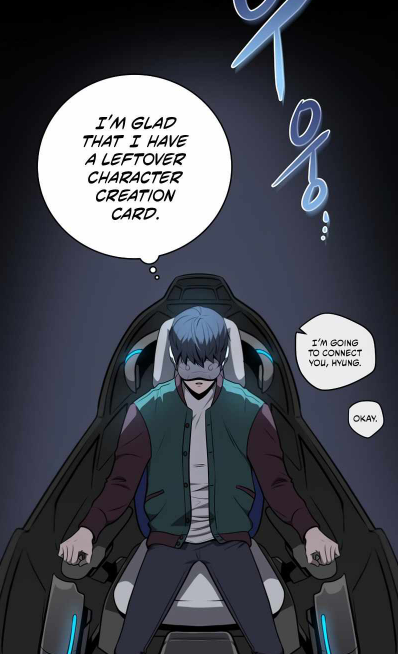 우
웅...
I'M GLAD
THAT I HAVE
A LEFTOVER
CHARACTER
CREATION
CARD.
I'M GOING
TO CONNECT
YOU, HYUNG.
OKAY.